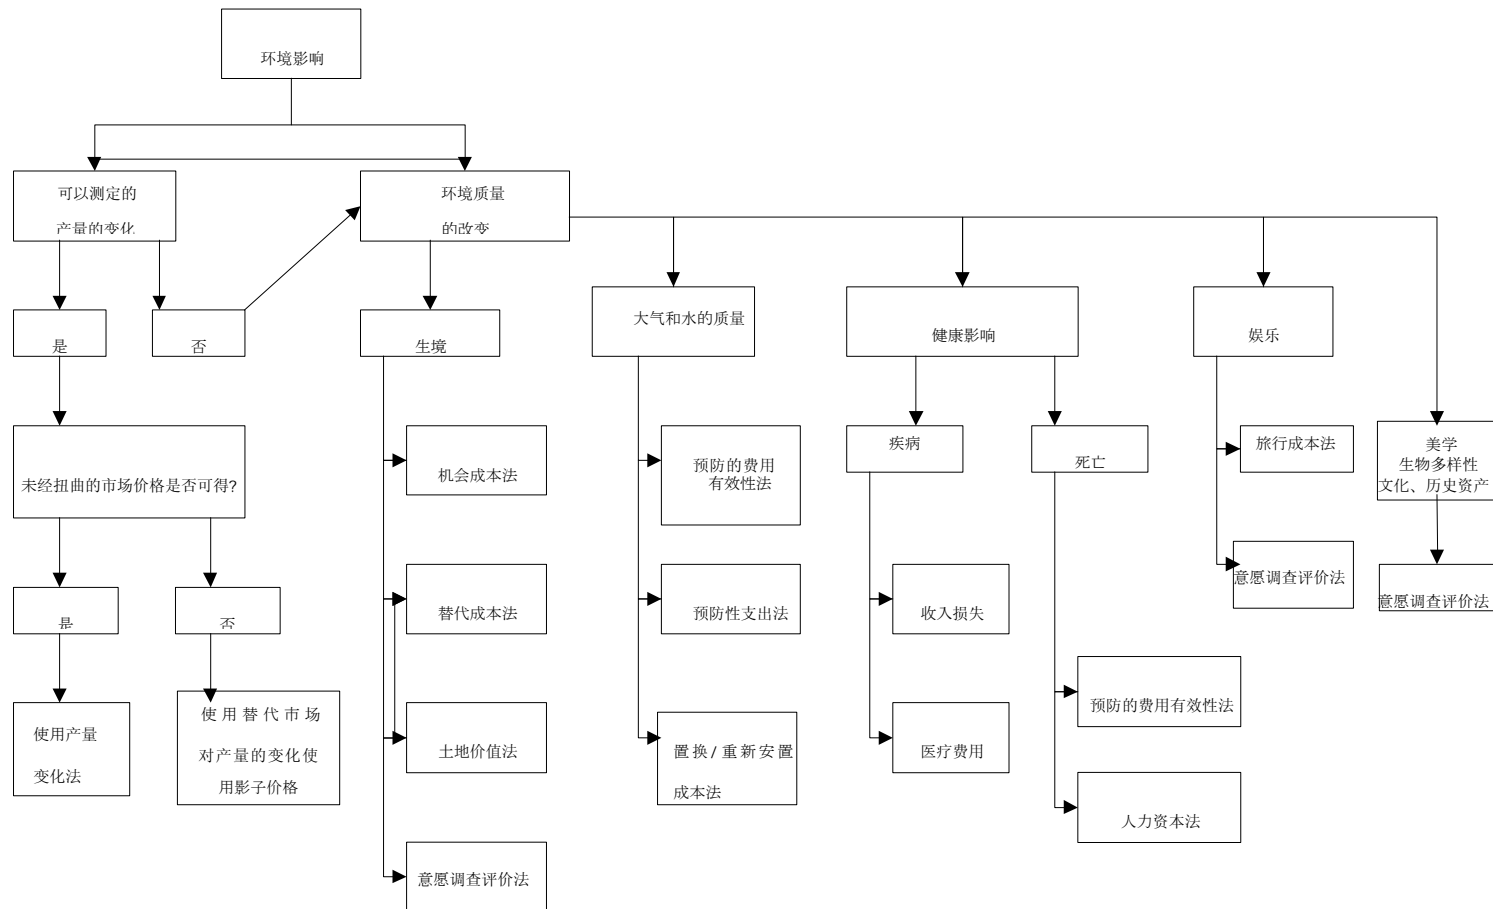 环境影响
可以测定的
产量的变化
环境质量
的改变
是
否
生境
大气和水的质量
健康影响
娱乐
未经扭曲的市场价格是否可得?
机会成本法
预防的费用
有效性法
疾病
死亡
旅行成本法
美学
生物多样性
文化、历史资产
是
否
替代成本法
预防性支出法
收入损失
意愿调查评价法
意愿调查评价法
使用产量
变化法
使用替代市场
对产量的变化使
用影子价格
土地价值法
置换/重新安置
成本法
医疗费用
预防的费用有效性法
人力资本法
意愿调查评价法